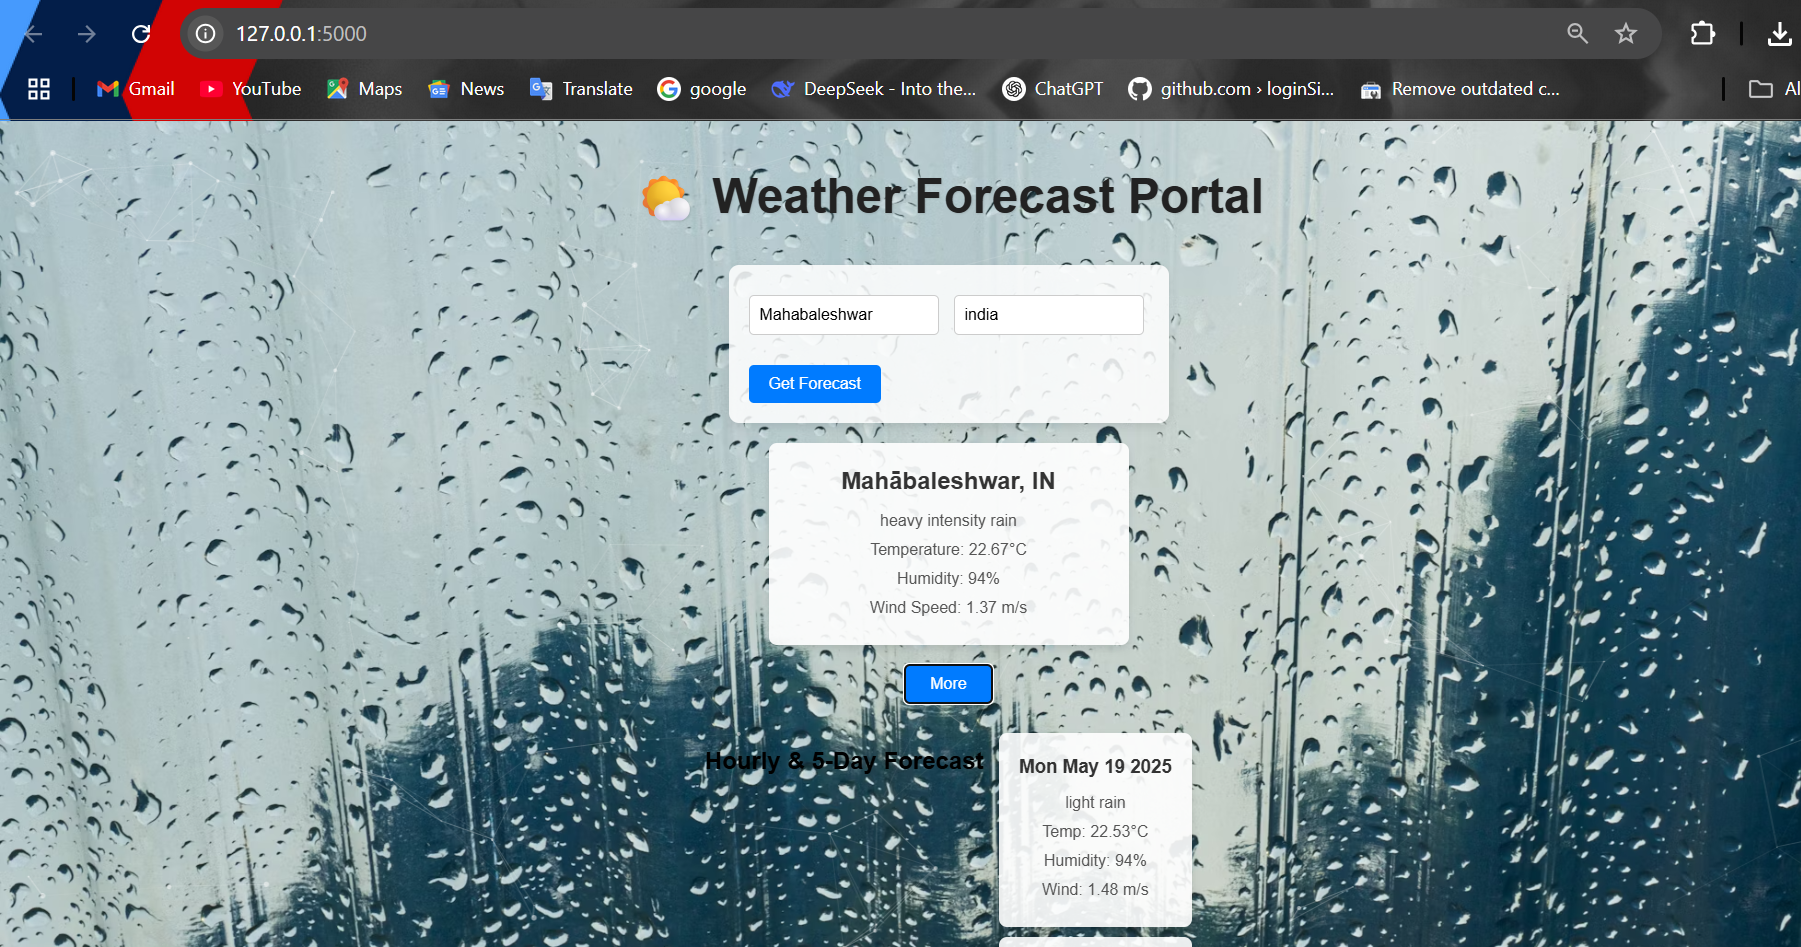 127.0.0.1:5000
Gmail YouTube Maps News Translate google DeepSeek - Into the... ChatGPT github.com › loginSi... Remove outdated c... Al
Weather Forecast Portal
Mahabaleshwar india
Get Forecast
Mahābaleshwar, IN
heavy intensity rain
Temperature: 22.67°C
Humidity: 94%
Wind Speed: 1.37 m/s
More
Hourly & 5-Day Forecast
Mon May 19 2025
light rain
Temp: 22.53°C
Humidity: 94%
Wind: 1.48 m/s